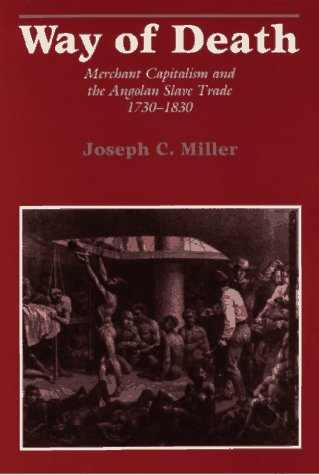 Way of Death
Merchant Capitalism and
the Angolan Slave Trade
1730–1830
Joseph C. Miller